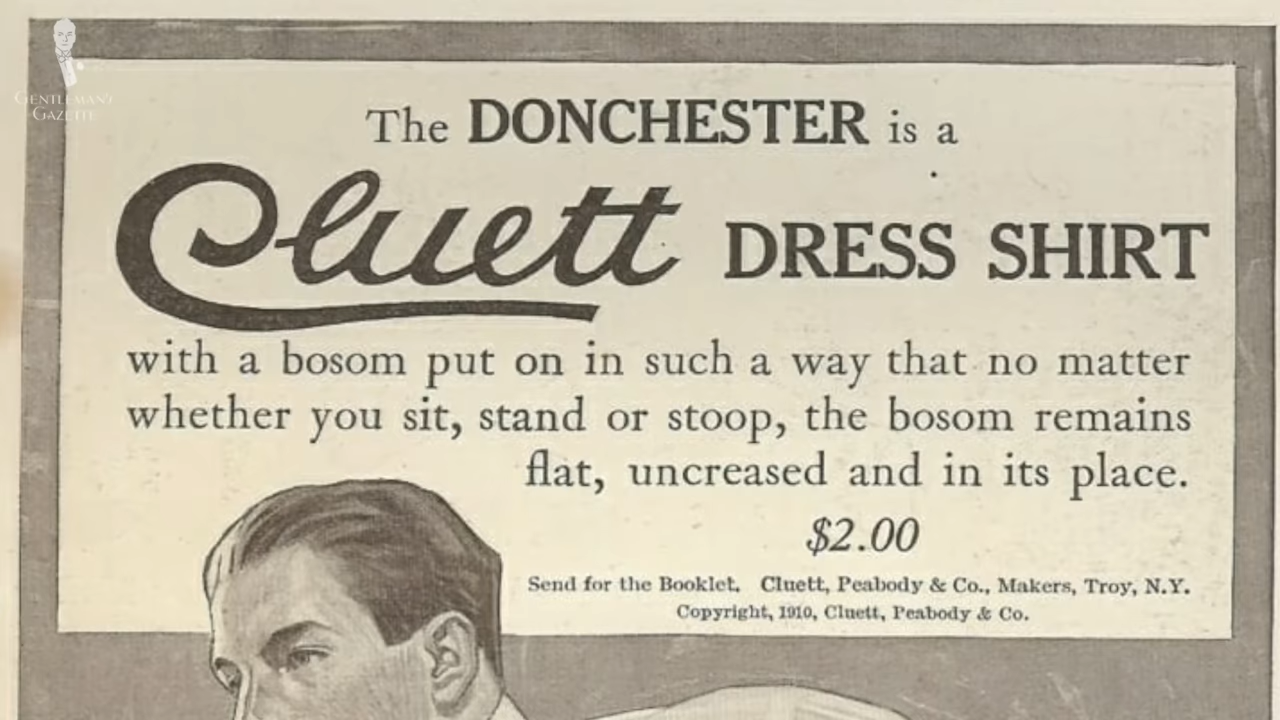 GENTLEMAN'S
GAZETTE
The DONCHESTER is a
Cluett DRESS SHIRT
with a bosom put on in such a way that no matter
whether you sit, stand or stoop, the bosom remains
flat, uncreased and in its place.
$2.00
Send for the Booklet. Cluett, Peabody & Co., Makers, Troy, N.Y.
Copyright, 1910, Cluett, Peabody & Co.